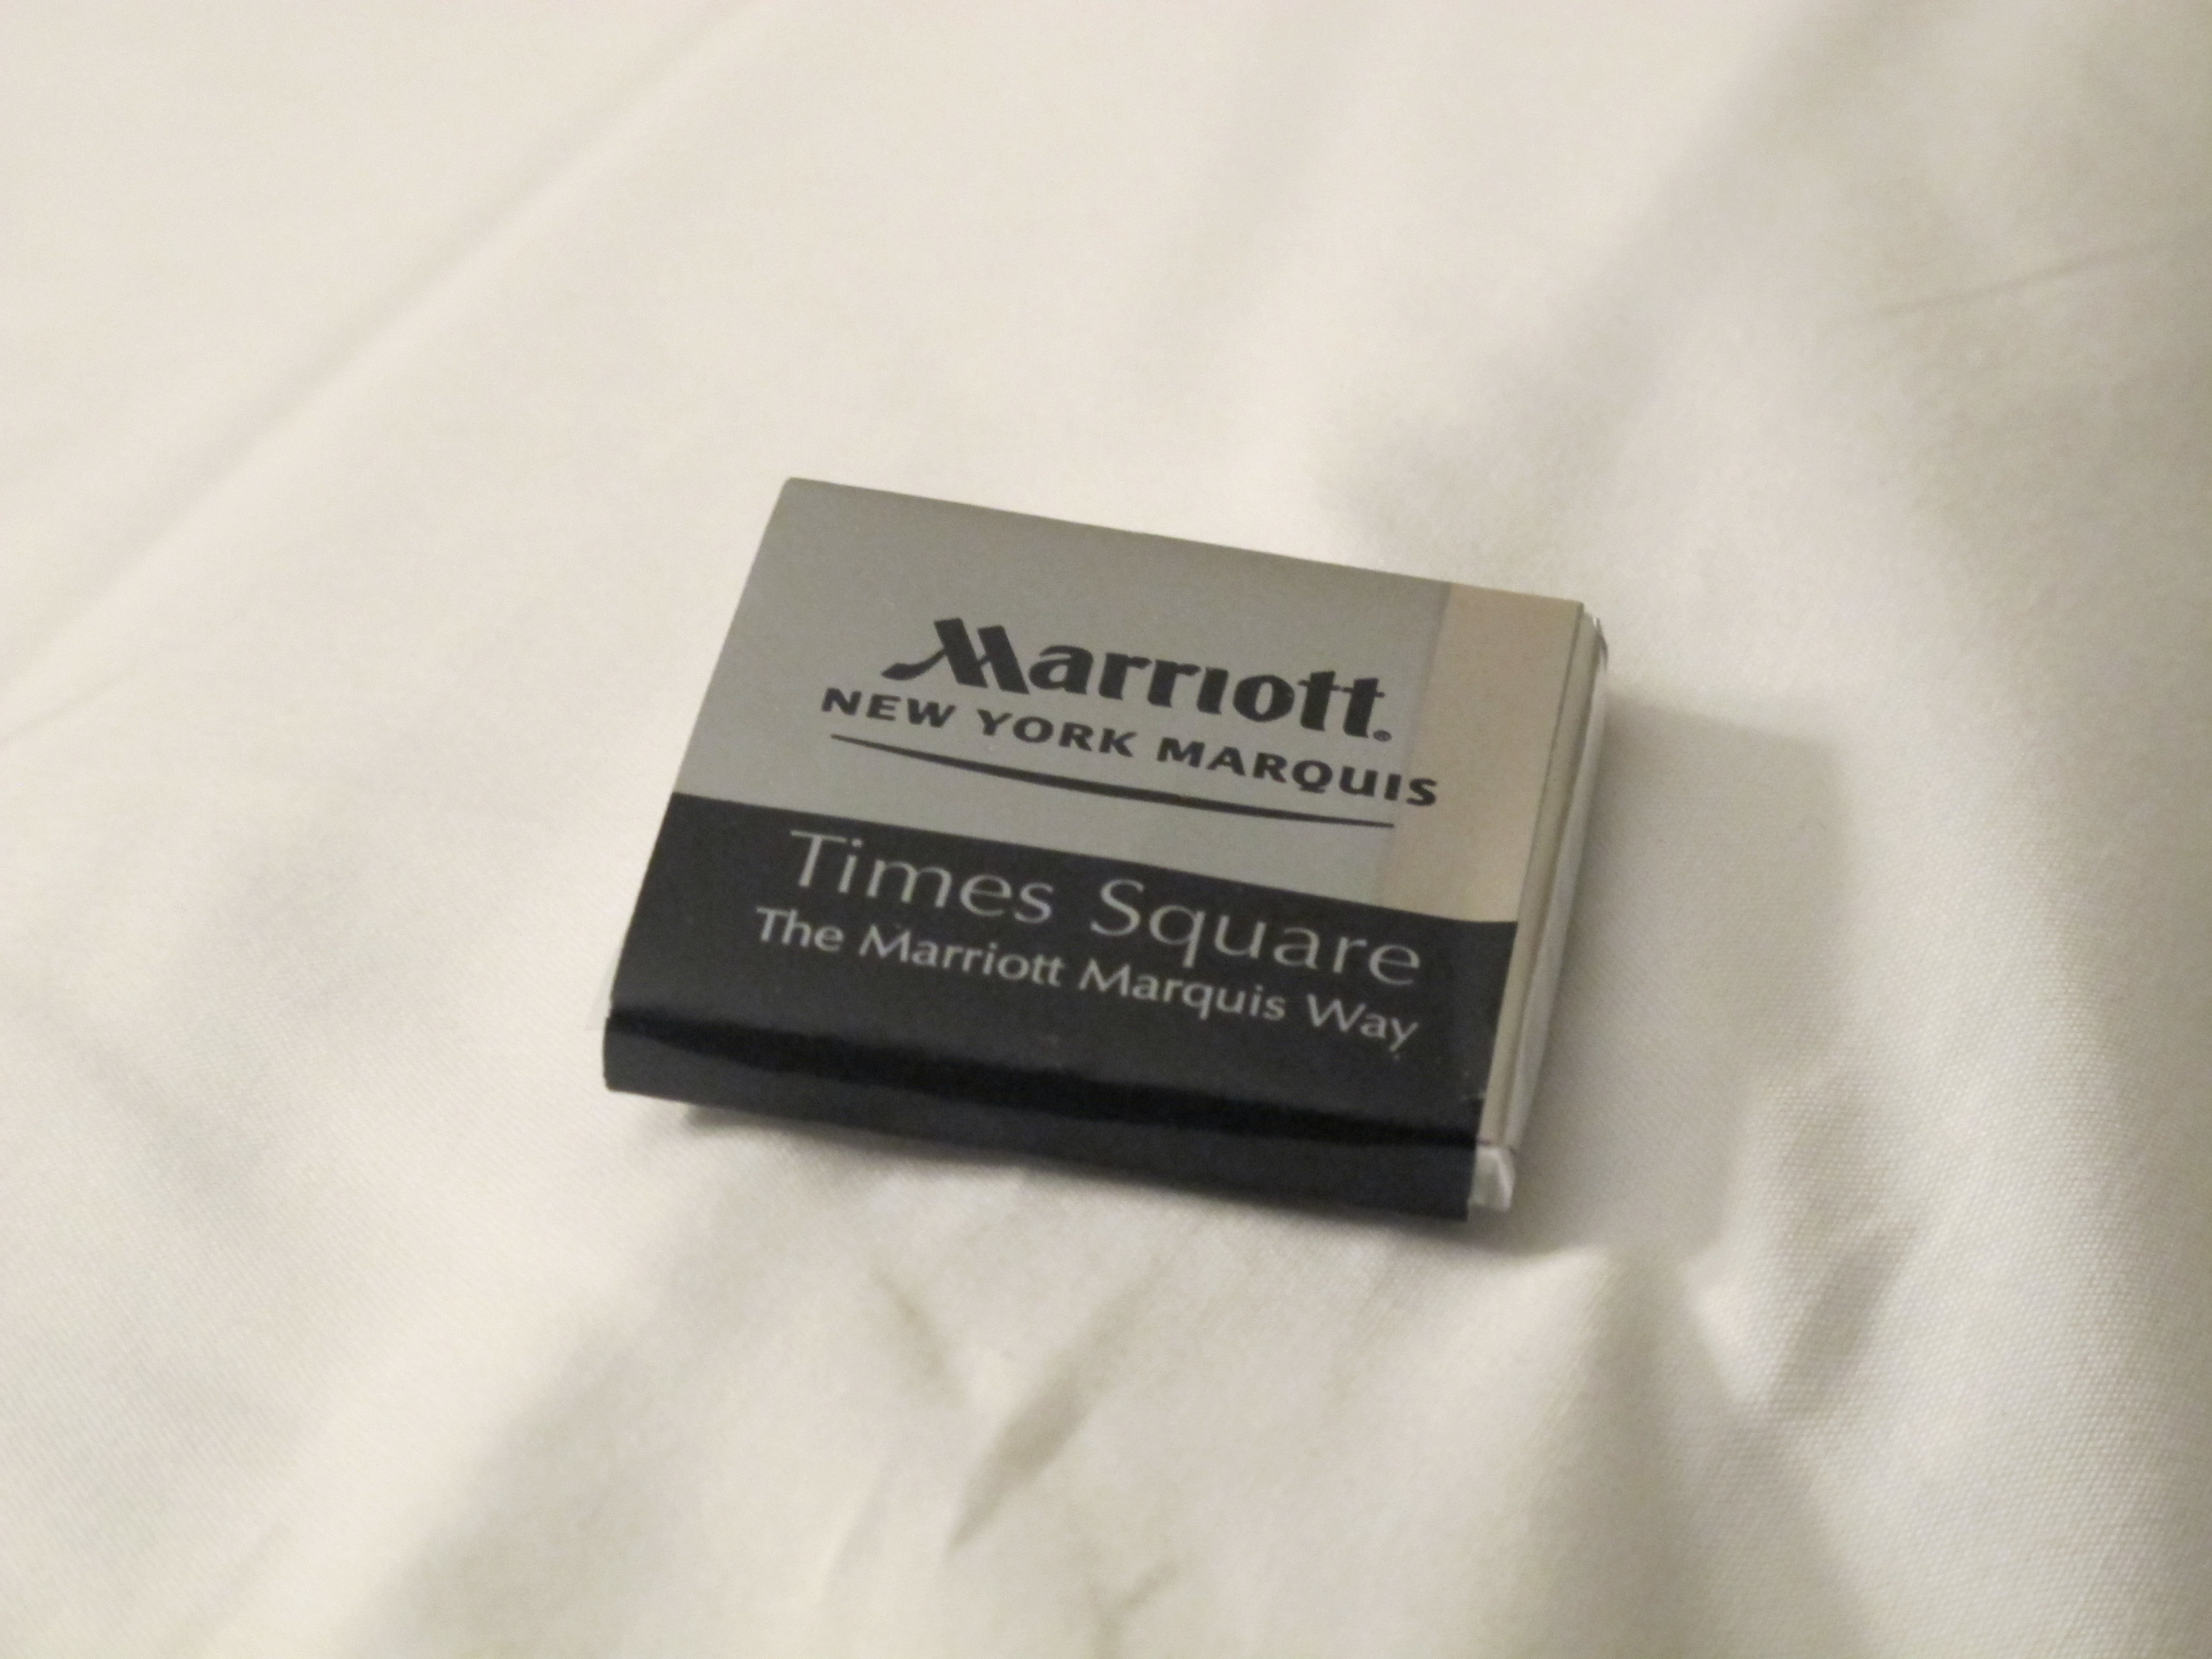 Marriott®
NEW YORK MARQUIS
Times Square
The Marriott Marquis Way